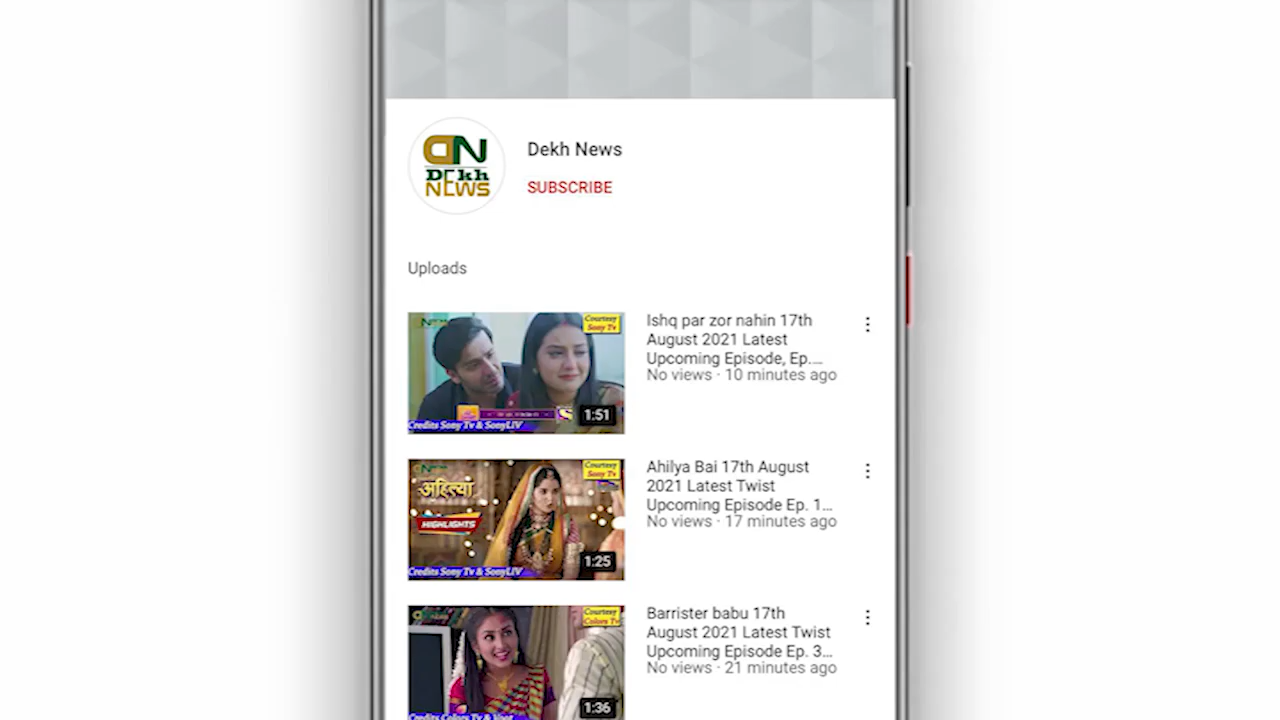 DN
Dekh
NEWS
Dekh News
SUBSCRIBE
Uploads
Courtesy
Sony Tv
Credits Sony Tv & SonyLIV
1:51
Ishq par zor nahin 17th
August 2021 Latest
Upcoming Episode, Ep....
No views · 10 minutes ago
Courtesy
Sony Tv
अहिल्या
HIGHLIGHTS
Credits Sony Tv & SonyLIV
1:25
Ahilya Bai 17th August
2021 Latest Twist
Upcoming Episode Ep. 1...
No views · 17 minutes ago
Courtesy
Colors Tv
Credits Colors Tv & Voot
1:36
Barrister babu 17th
August 2021 Latest Twist
Upcoming Episode Ep. 3...
No views · 21 minutes ago